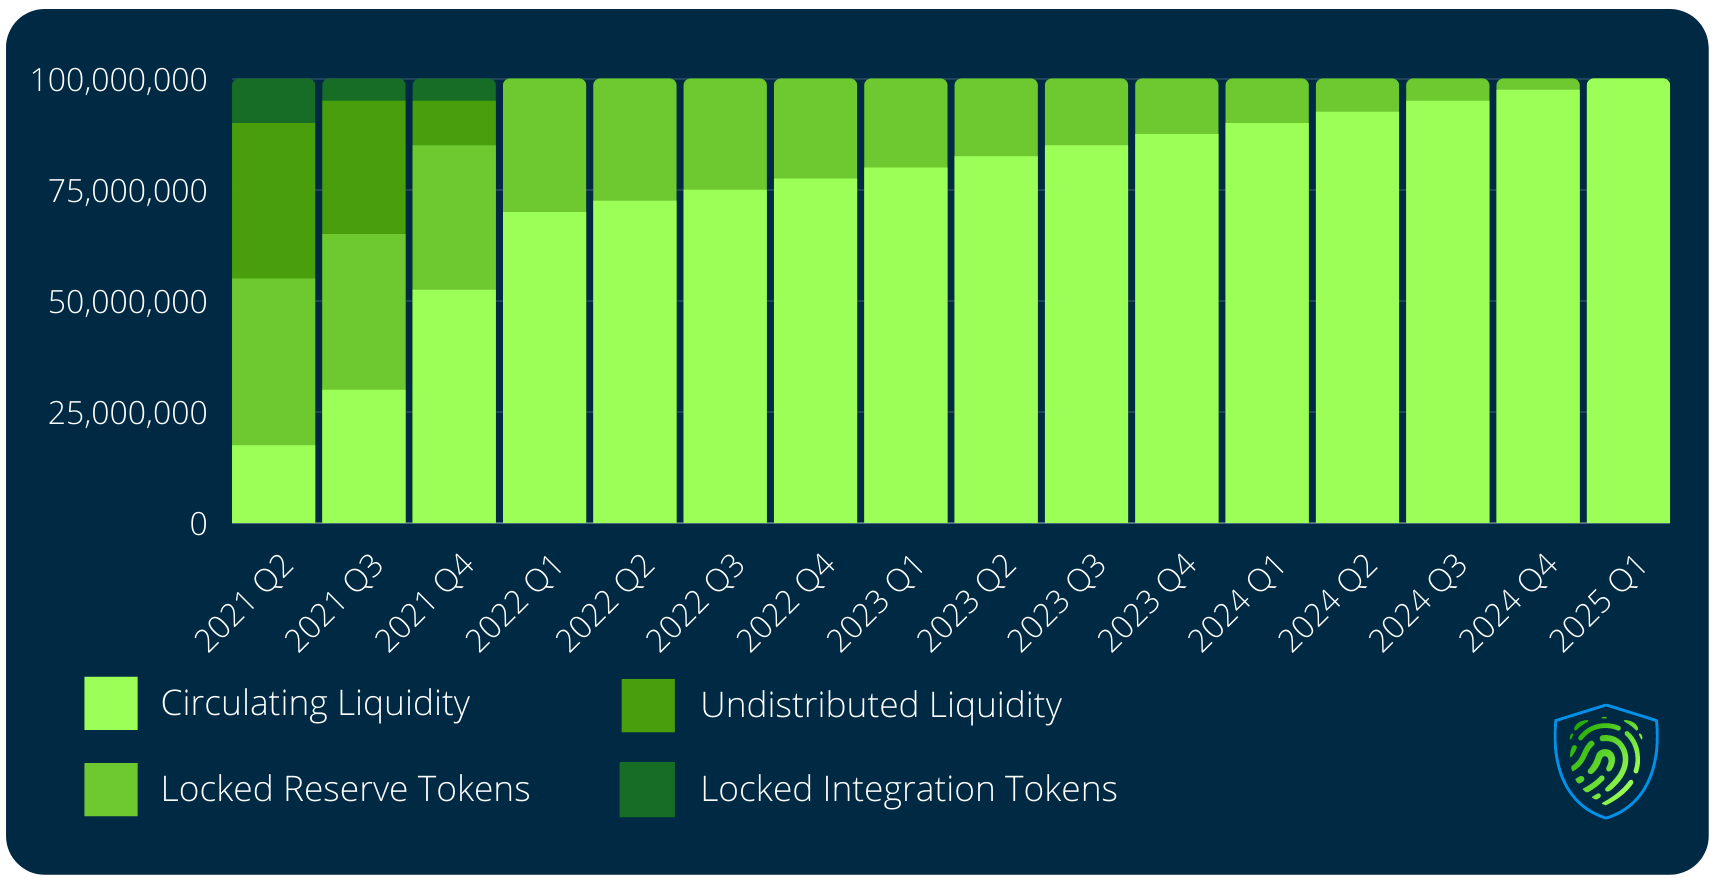 100,000,000
75,000,000
50,000,000
25,000,000
0
2021 Q2
2021 Q3
2021 Q4
2022 Q1
2022 Q2
2022 Q3
2022 Q4
2023 Q1
2023 Q2
2023 Q3
2023 Q4
2024 Q1
2024 Q2
2024 Q3
2024 Q4
2025 Q1
Circulating Liquidity
Undistributed Liquidity
Locked Reserve Tokens
Locked Integration Tokens